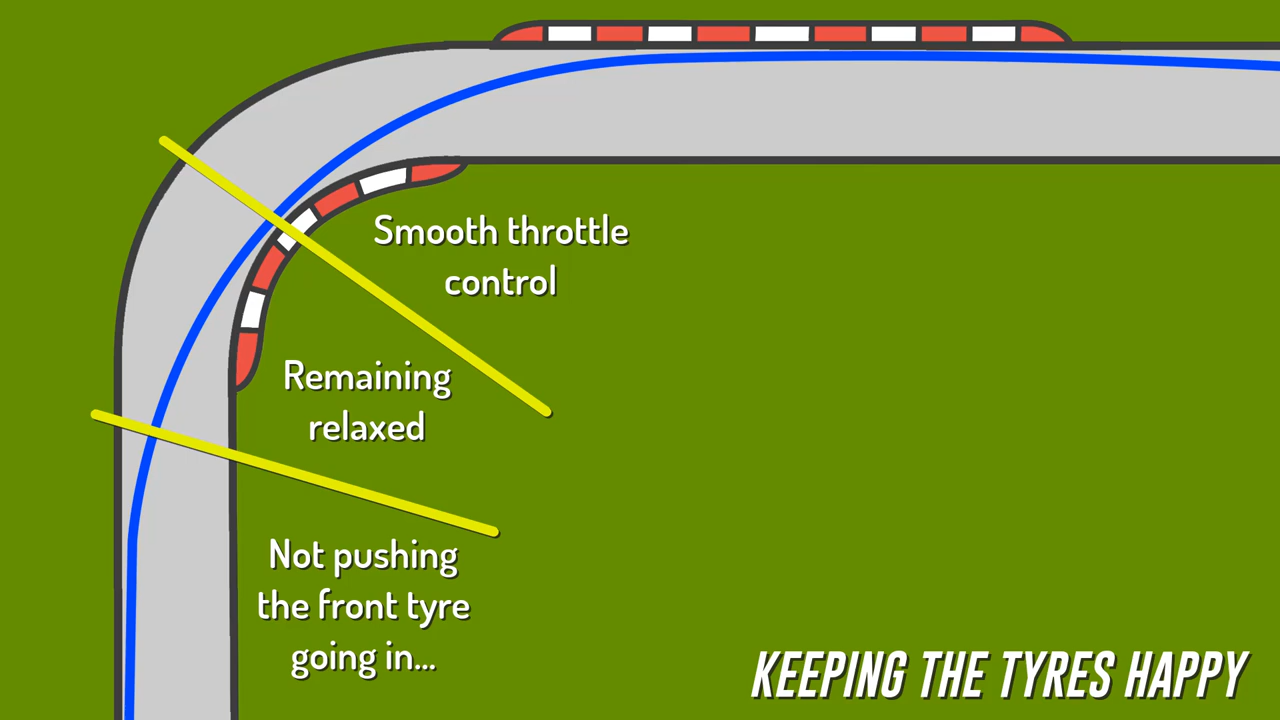 Smooth throttle
control
Remaining
relaxed
Not pushing
the front tyre
going in...
KEEPING THE TYRES HAPPY